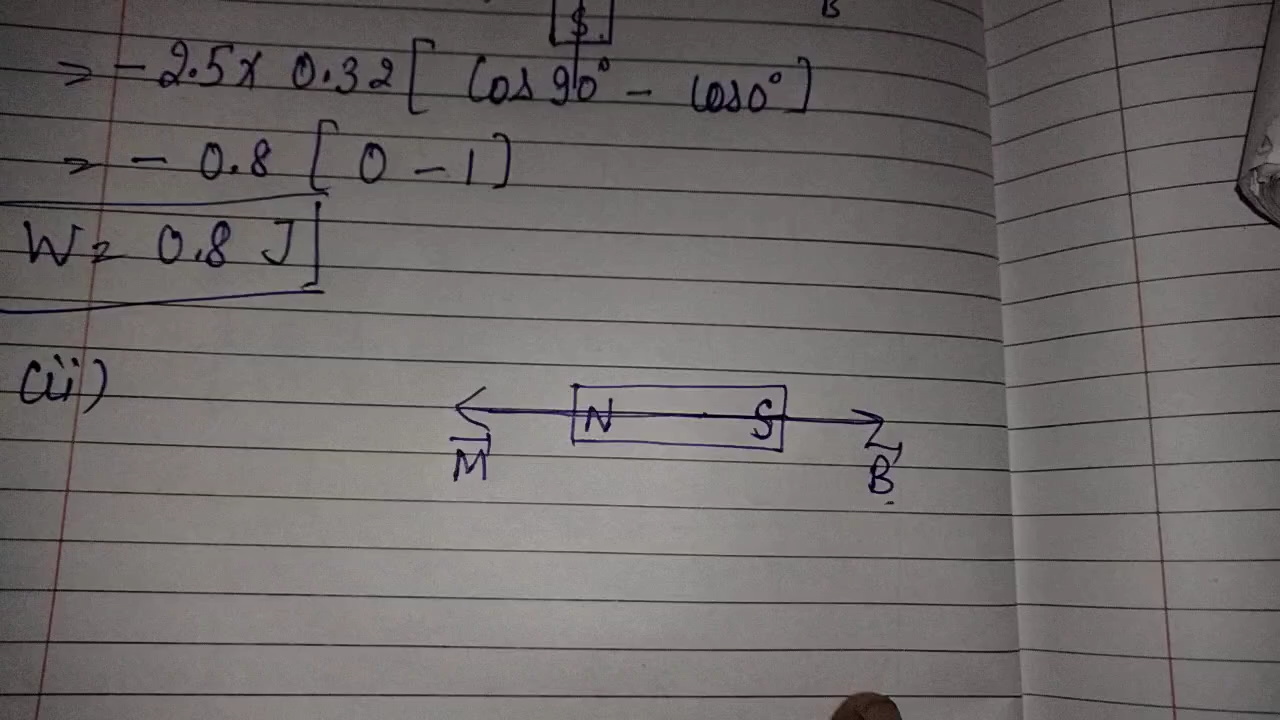 S
B
=> - 2.5 x 0.32 [ Cos 90° - Cos 0° ]
=> - 0.8 [ 0 - 1 ]
W = 0.8 J
(ii)
N S
M B